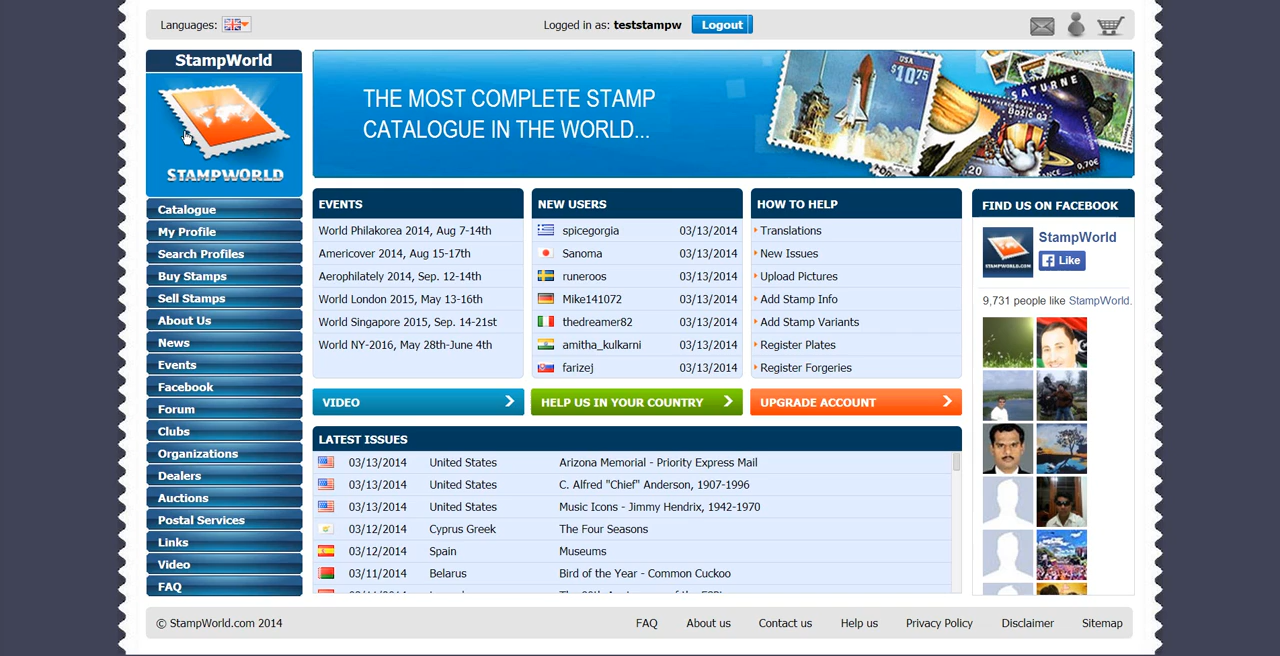 Languages:
Logged in as: teststampw
Logout
StampWorld
STAMPWORLD
THE MOST COMPLETE STAMP
CATALOGUE IN THE WORLD...
USA
$10.75
SATURNE
BOŽIĆ 03
0,70€
Catalogue
My Profile
Search Profiles
Buy Stamps
Sell Stamps
About Us
News
Events
Facebook
Forum
Clubs
Organizations
Dealers
Auctions
Postal Services
Links
Video
FAQ
EVENTS
World Philakorea 2014, Aug 7-14th
Americover 2014, Aug 15-17th
Aerophilately 2014, Sep. 12-14th
World London 2015, May 13-16th
World Singapore 2015, Sep. 14-21st
World NY-2016, May 28th-June 4th
NEW USERS
spicegorgia 03/13/2014
Sanoma 03/13/2014
runeroos 03/13/2014
Mike141072 03/13/2014
thedreamer82 03/13/2014
amitha_kulkarni 03/13/2014
farizej 03/13/2014
HOW TO HELP
Translations
New Issues
Upload Pictures
Add Stamp Info
Add Stamp Variants
Register Plates
Register Forgeries
VIDEO
HELP US IN YOUR COUNTRY
UPGRADE ACCOUNT
LATEST ISSUES
03/13/2014 United States Arizona Memorial - Priority Express Mail
03/13/2014 United States C. Alfred "Chief" Anderson, 1907-1996
03/13/2014 United States Music Icons - Jimmy Hendrix, 1942-1970
03/12/2014 Cyprus Greek The Four Seasons
03/12/2014 Spain Museums
03/11/2014 Belarus Bird of the Year - Common Cuckoo
FIND US ON FACEBOOK
StampWorld
Like
9,731 people like StampWorld.
© StampWorld.com 2014
FAQ About us Contact us Help us Privacy Policy Disclaimer Sitemap